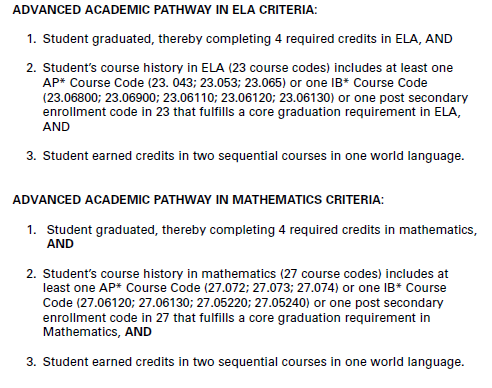 ADVANCED ACADEMIC PATHWAY IN ELA CRITERIA:
1. Student graduated, thereby completing 4 required credits in ELA, AND
2. Student's course history in ELA (23 course codes) includes at least one
AP* Course Code (23. 043; 23.053; 23.065) or one IB* Course Code
(23.06800; 23.06900; 23.06110; 23.06120; 23.06130) or one post secondary
enrollment code in 23 that fulfills a core graduation requirement in ELA,
AND
3. Student earned credits in two sequential courses in one world language.
ADVANCED ACADEMIC PATHWAY IN MATHEMATICS CRITERIA:
1. Student graduated, thereby completing 4 required credits in mathematics,
AND
2. Student's course history in mathematics (27 course codes) includes at
least one AP* Course Code (27.072; 27.073; 27.074) or one IB* Course
Code (27.06120; 27.06130; 27.05220; 27.05240) or one post secondary
enrollment code in 27 that fulfills a core graduation requirement in
Mathematics, AND
3. Student earned credits in two sequential courses in one world language.